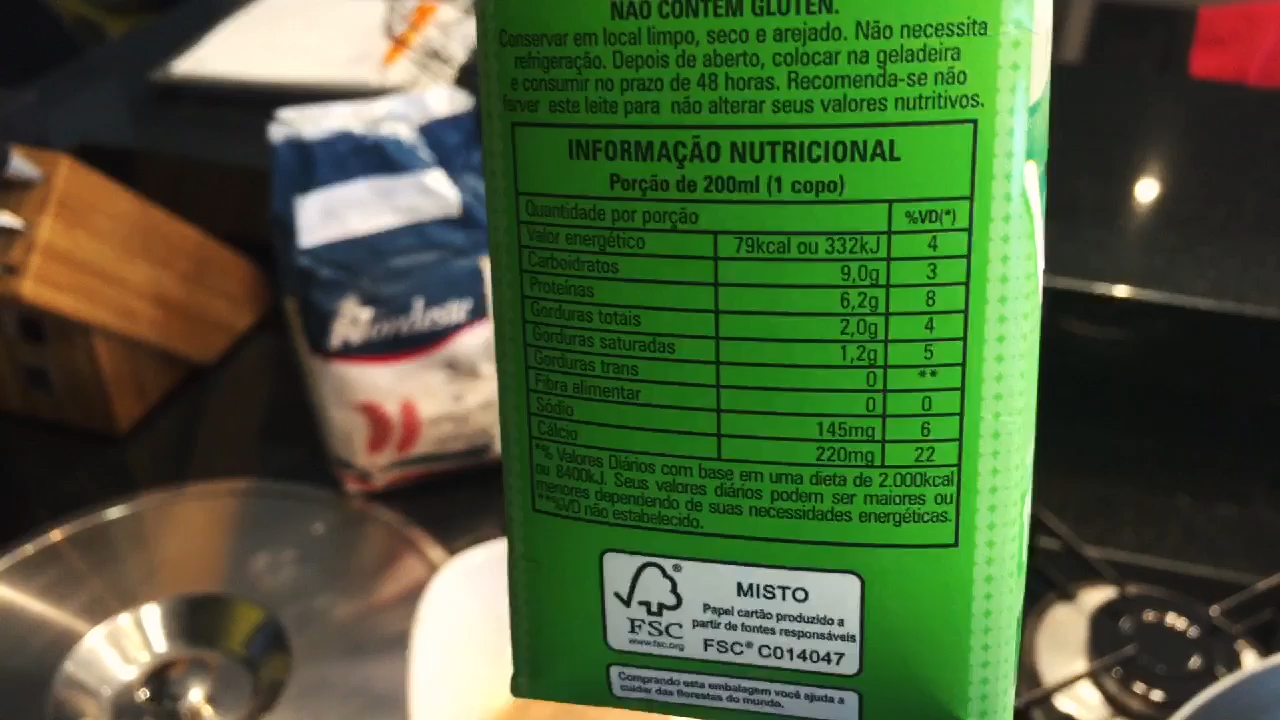 NÃO CONTÉM GLÚTEN.
Conservar em local limpo, seco e arejado. Não necessita
refrigeração. Depois de aberto, colocar na geladeira
e consumir no prazo de 48 horas. Recomenda-se não
ferver este leite para não alterar seus valores nutritivos.
INFORMAÇÃO NUTRICIONAL
Porção de 200ml (1 copo)
Quantidade por porção %VD(*)
Valor energético 79kcal ou 332kJ 4
Carboidratos 9,0g 3
Proteínas 6,2g 8
Gorduras totais 2,0g 4
Gorduras saturadas 1,2g 5
Gorduras trans 0 **
Fibra alimentar 0 0
Sódio 145mg 6
Cálcio 220mg 22
*% Valores Diários com base em uma dieta de 2.000kcal
ou 8400kJ. Seus valores diários podem ser maiores ou
menores dependendo de suas necessidades energéticas.
**%VD não estabelecido.
®
FSC
www.fsc.org
MISTO
Papel cartão produzido a
partir de fontes responsáveis
FSC® C014047
Comprando esta embalagem você ajuda a
cuidar das florestas do mundo.